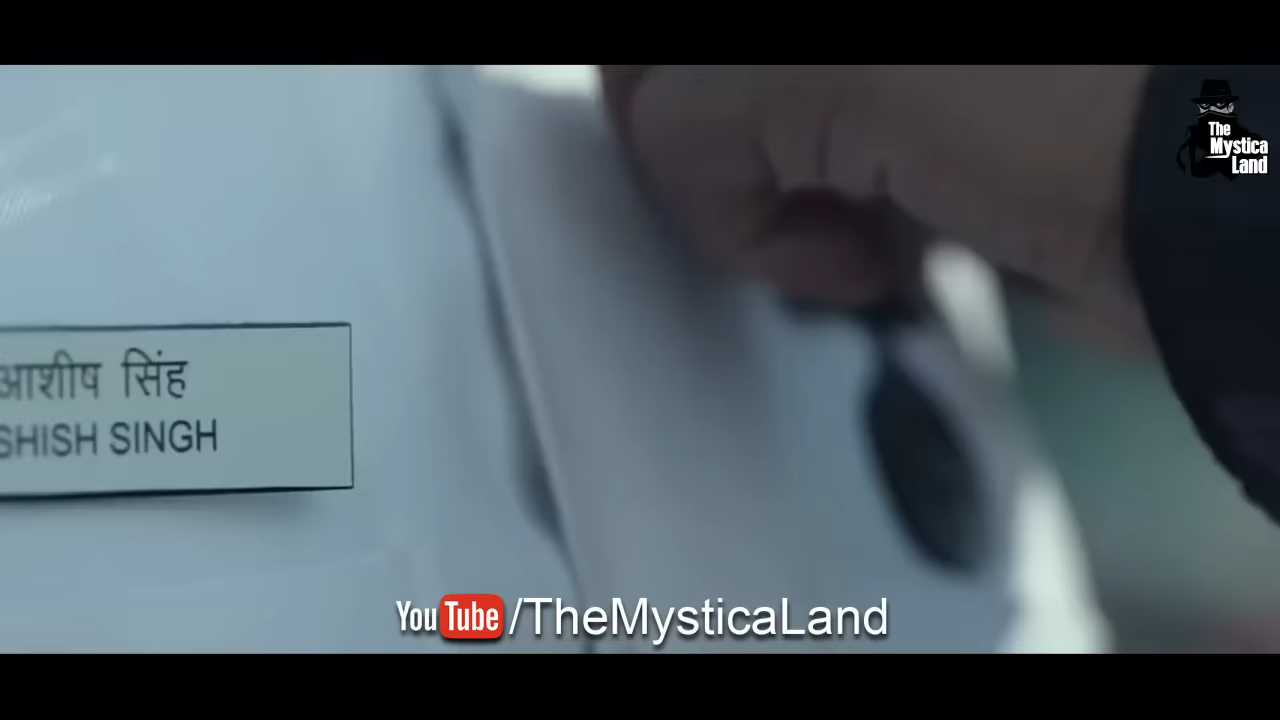 The
Mystica
Land
आशीष सिंह
SHISH SINGH
YouTube/TheMysticaLand